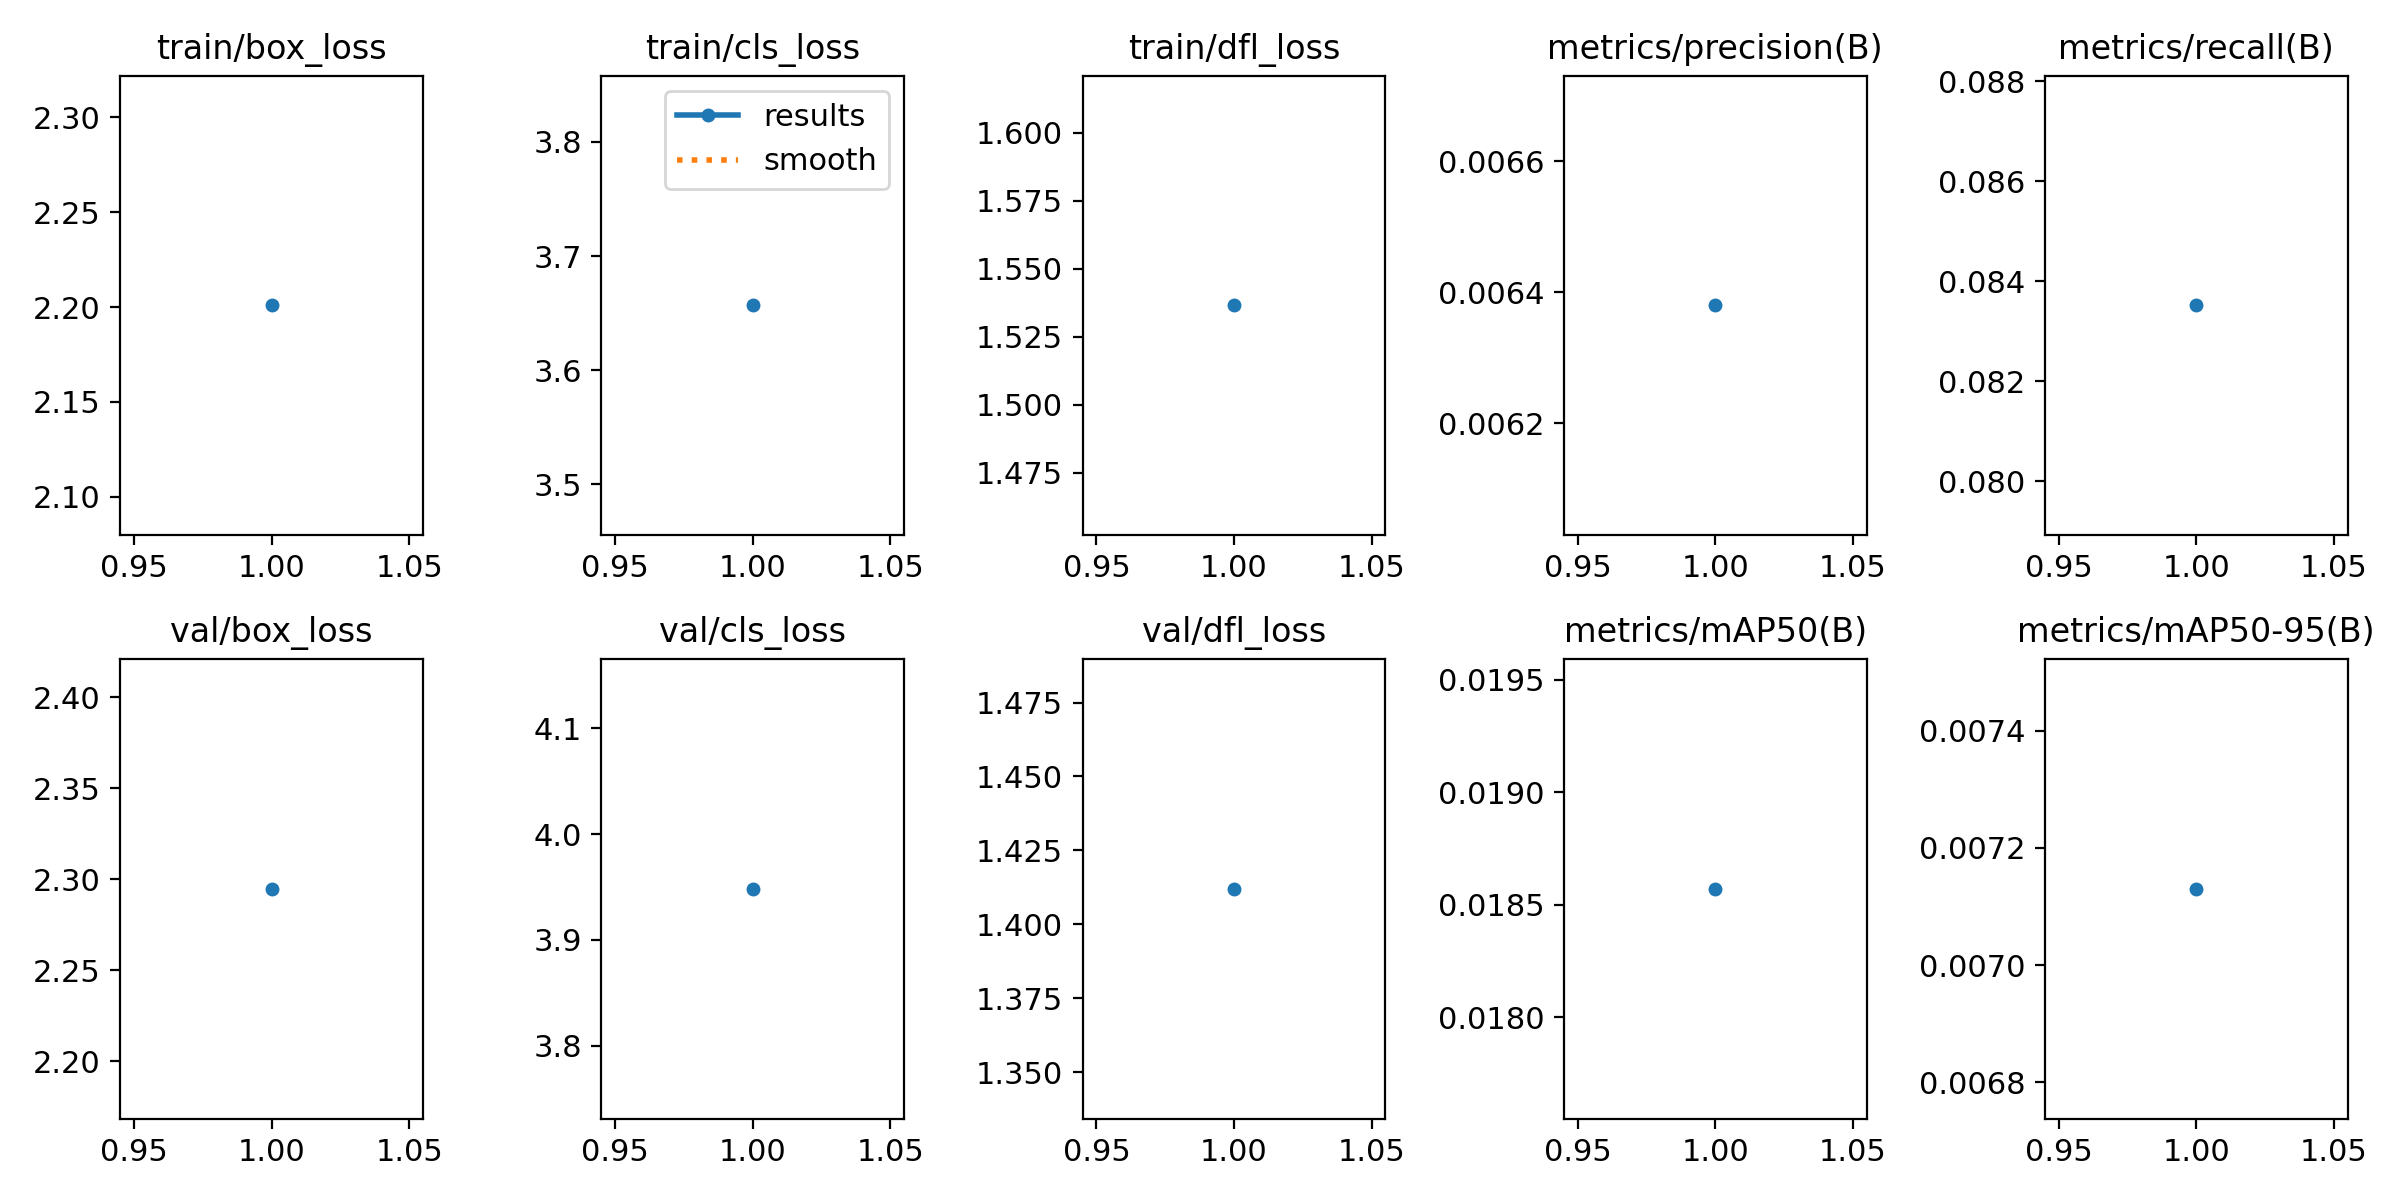 train/box_loss
2.30
2.25
2.20
2.15
2.10
0.95 1.00 1.05
train/cls_loss
results
smooth
3.8
3.7
3.6
3.5
0.95 1.00 1.05
train/dfl_loss
1.600
1.575
1.550
1.525
1.500
1.475
0.95 1.00 1.05
metrics/precision(B)
0.0066
0.0064
0.0062
0.95 1.00 1.05
metrics/recall(B)
0.088
0.086
0.084
0.082
0.080
0.95 1.00 1.05
val/box_loss
2.40
2.35
2.30
2.25
2.20
0.95 1.00 1.05
val/cls_loss
4.1
4.0
3.9
3.8
0.95 1.00 1.05
val/dfl_loss
1.475
1.450
1.425
1.400
1.375
1.350
0.95 1.00 1.05
metrics/mAP50(B)
0.0195
0.0190
0.0185
0.0180
0.95 1.00 1.05
metrics/mAP50-95(B)
0.0074
0.0072
0.0070
0.0068
0.95 1.00 1.05